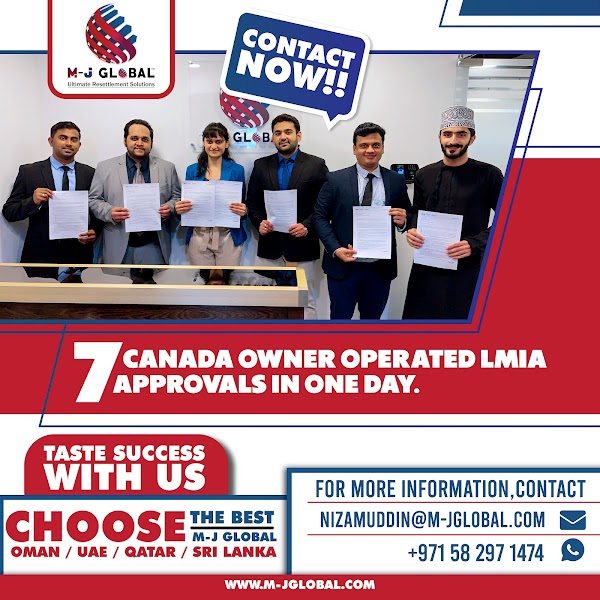 M-J GLOBAL
Ultimate Resettlement Solutions
CONTACT
NOW!!
GLOBAL
7 CANADA OWNER OPERATED LMIA
APPROVALS IN ONE DAY.
TASTE SUCCESS
WITH US
CHOOSE THE BEST
M-J GLOBAL
OMAN / UAE / QATAR / SRI LANKA
FOR MORE INFORMATION,CONTACT
NIZAMUDDIN@M-JGLOBAL.COM
+971 58 297 1474
WWW.M-JGLOBAL.COM